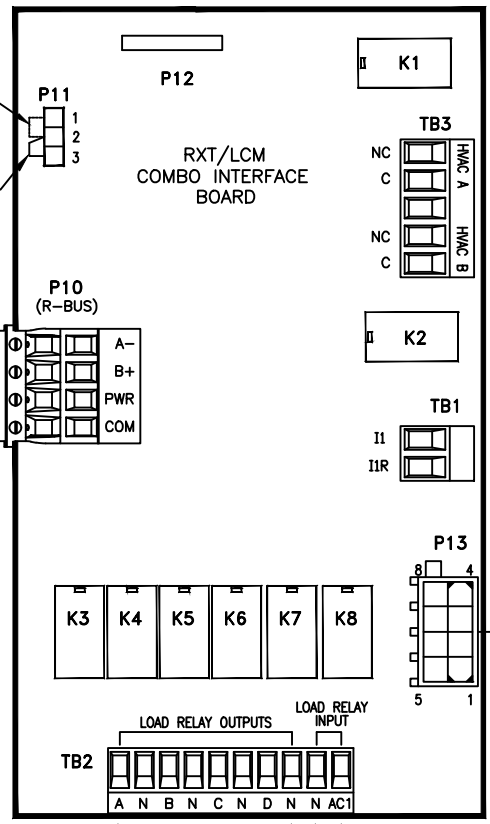 K1
P12
P11
1
2
3
TB3
NC
C
HVAC A
NC
C
HVAC B
RXT/LCM
COMBO INTERFACE
BOARD
P10
(R-BUS)
A-
B+
PWR
COM
K2
TB1
I1
I1R
P13
8 4
5 1
K3 K4 K5 K6 K7 K8
LOAD RELAY OUTPUTS
LOAD RELAY
INPUT
TB2
A N B N C N D N N AC1